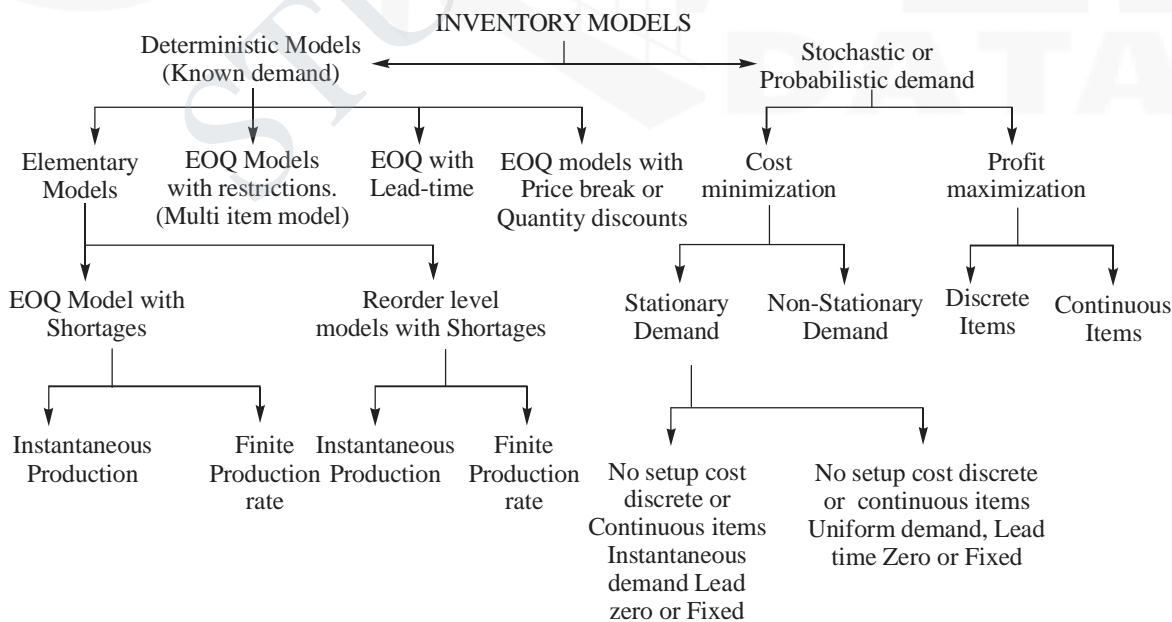 INVENTORY MODELS
Deterministic Models
(Known demand)
Stochastic or
Probabilistic demand
Elementary
Models
EOQ Models
with restrictions.
(Multi item model)
EOQ with
Lead-time
EOQ models with
Price break or
Quantity discounts
Cost
minimization
Profit
maximization
EOQ Model with
Shortages
Reorder level
models with Shortages
Stationary
Demand
Non-Stationary
Demand
Discrete
Items
Continuous
Items
Instantaneous
Production
Finite
Production
rate
Instantaneous
Production
Finite
Production
rate
No setup cost
discrete or
Continuous items
Instantaneous
demand Lead
zero or Fixed
No setup cost discrete
or continuous items
Uniform demand, Lead
time Zero or Fixed
DATA